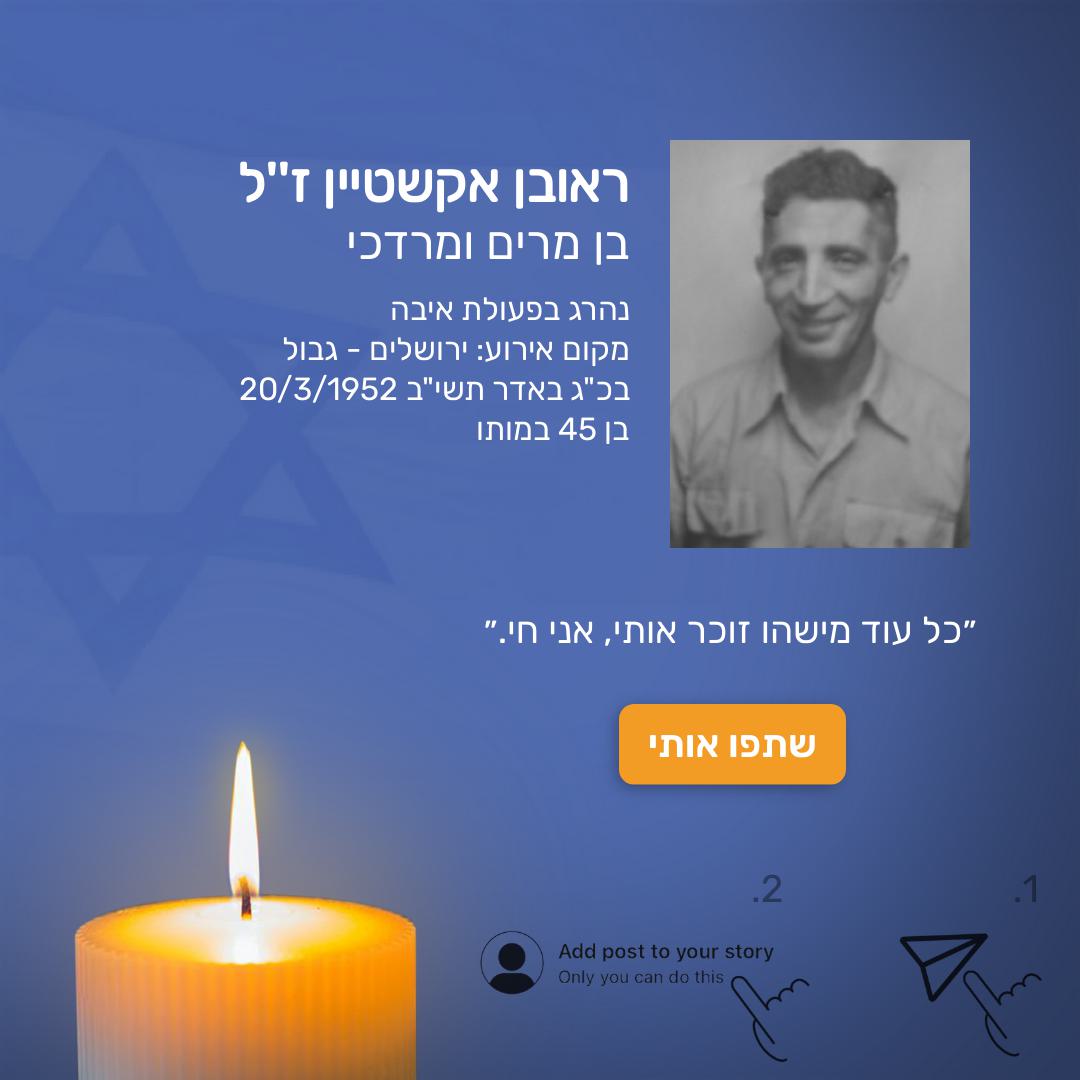 ראובן אקשטיין ז"ל
בן מרים ומרדכי
נהרג בפעולת איבה
מקום אירוע: ירושלים - גבול
בכ"ג באדר תשי"ב 20/3/1952
בן 45 במותו
״כל עוד מישהו זוכר אותי, אני חי.״
שתפו אותי
.1
.2
Add post to your story
Only you can do this